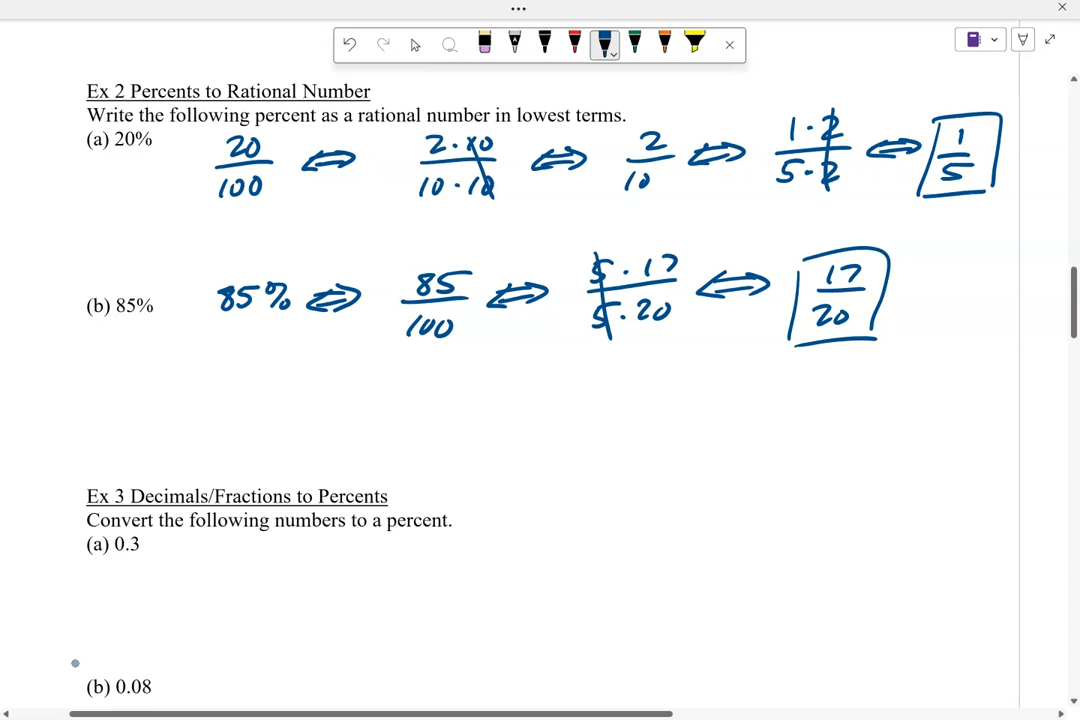 Ex 2 Percents to Rational Number
Write the following percent as a rational number in lowest terms.
(a) 20%
20/100 ⇔ 2·10/10·10 ⇔ 2/10 ⇔ 1·2/5·2 ⇔ 1/5
(b) 85%
85% ⇔ 85/100 ⇔ 5·17/5·20 ⇔ 17/20
Ex 3 Decimals/Fractions to Percents
Convert the following numbers to a percent.
(a) 0.3
(b) 0.08